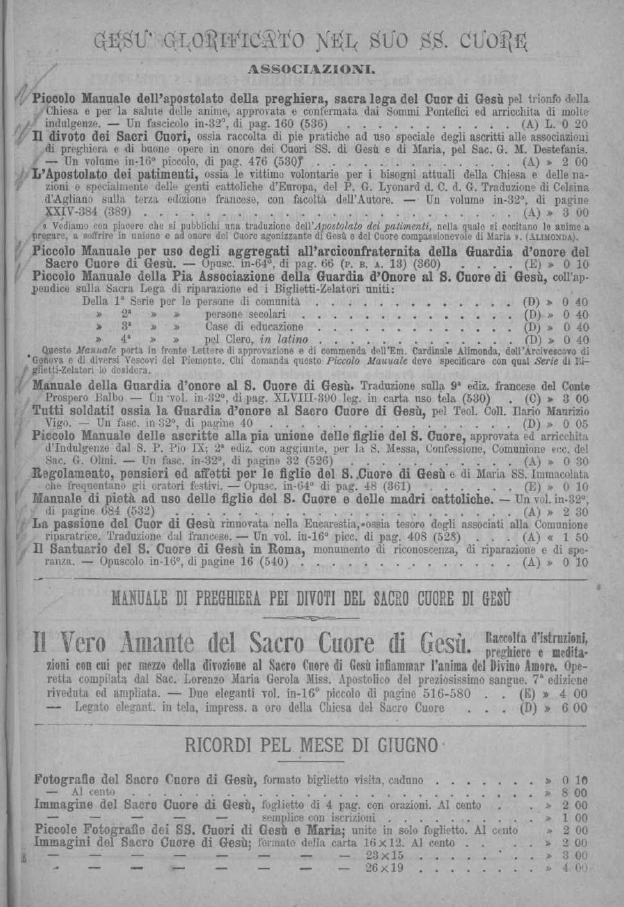 GESÙ GLORIFICATO NEL SUO SS. CUORE
ASSOCIAZIONI.
Piccolo Manuale dell'apostolato della preghiera, sacra lega del Cuor di Gesù pel trionfo della
Chiesa e per la salute delle anime, approvata e confermata dai Sommi Pontefici ed arricchita di molte
indulgenze. — Un fascicolo in-32°, di pag. 160 (536) . . . . . . . . . (A) L. 0 20
Il divoto dei Sacri Cuori, ossia raccolta di pie pratiche ad uso speciale degli ascritti alle associazioni
di preghiera e di buone opere in onore dei Cuori SS. di Gesù e di Maria, pel Sac. G. M. Destefanis.
— Un volume in-16° piccolo, di pag. 476 (530) . . . . . . . . . (A) » 2 00
L'Apostolato dei patimenti, ossia le vittimo volontarie per i bisogni attuali della Chiesa e delle na-
zioni e specialmente delle genti cattoliche d'Europa, del P. G. Lyonard d. C. d. G. Traduzione di Celsina
d'Agliano sulla terza edizione francese, con facoltà dell'Autore. — Un volume in-32°, di pagine
XXIV-384 (389) . . . . . . . . . (A) » 3 00
« Vediamo con piacere che si pubblichi una traduzione dell'Apostolato dei patimenti, nella quale si eccitano le anime a
pregare, a soffrire in unione e ad onore del Cuore agonizzante di Gesù e del Cuore compassionevole di Maria ». (ALIMONDA).
Piccolo Manuale per uso degli aggregati all'arciconfraternita della Guardia d'onore del
Sacro Cuore di Gesù. — Opusc. in-64°, di pag. 66 (P. B. A. 13) (360) . . . . (E) » 0 10
Piccolo Manuale della Pia Associazione della Guardia d'Onore al S. Cuore di Gesù, coll'ap-
pendice sulla Sacra Lega di riparazione ed i Biglietti-Zelatori uniti:
Della 1ª Serie per le persone di comunità . . . . . . . . . (D) » 0 40
» 2ª » » persone secolari . . . . . . . . . (D) » 0 40
» 3ª » » Case di educazione . . . . . . . . . (D) » 0 40
» 4ª » » pel Clero, in latino . . . . . . . . . (D) » 0 40
Questo Manuale porta in fronte Lettere di approvazione e di commenda dell'Em. Cardinale Alimonda, dell'Arcivescovo di
Genova e di diversi Vescovi del Piemonte. Chi domanda questo Piccolo Manuale deve specificare con qual Serie di Bi-
glietti-Zelatori lo desidera.
Manuale della Guardia d'onore al S. Cuore di Gesù. Traduzione sulla 9ª ediz. francese del Conte
Prospero Balbo — Un vol. in-32°, di pag. XLVIII-390 leg. in carta uso tela (530) . (C) » 3 00
Tutti soldati! ossia la Guardia d'onore al Sacro Cuore di Gesù, pel Teol. Coll. Ilario Maurizio
Vigo. — Un fasc. in-32°, di pagine 40 . . . . . . . . . (D) » 0 05
Piccolo Manuale delle ascritte alla pia unione delle figlie del S. Cuore, approvata ed arricchita
d'Indulgenze dal S. P. Pio IX; 2ª ediz. con aggiunte, per la S. Messa, Confessione, Comunione ecc. del
Sac. G. Olmi. — Un fasc. in-32°, di pagine 32 (526) . . . . . . . . . (A) » 0 30
Regolamento, pensieri ed affetti per le figlie del S. Cuore di Gesù e di Maria SS. Immacolata
che frequentano gli oratori festivi. — Opusc. in-64° di pag. 48 (361) . . . . . . (E) » 0 10
Manuale di pietà ad uso delle figlie del S. Cuore e delle madri cattoliche. — Un vol. in-32°,
di pagine 684 (532) . . . . . . . . . (A) » 2 30
La passione del Cuor di Gesù rinnovata nella Eucarestia, ossia tesoro degli associati alla Comunione
riparatrice. Traduzione dal francese. — Un vol. in-16° picc. di pag. 408 (528) . . . (A) « 1 50
Il Santuario del S. Cuore di Gesù in Roma, monumento di riconoscenza, di riparazione e di spe-
ranza. — Opuscolo in-16°, di pagine 16 (540) . . . . . . . . . (A) » 0 10
MANUALE DI PREGHIERA PEI DIVOTI DEL SACRO CUORE DI GESÙ
Il Vero Amante del Sacro Cuore di Gesù. Raccolta d'istruzioni,
preghiere e medita-
zioni con cui per mezzo della divozione al Sacro Cuore di Gesù infiammar l'anima del Divino Amore. Ope-
retta compilata dal Sac. Lorenzo Maria Gerola Miss. Apostolico del preziosissimo sangue. 7ª edizione
riveduta ed ampliata. — Due eleganti vol. in-16° piccolo di pagine 516-580 . . (E) » 4 00
— Legato elegant. in tela, impress. a oro della Chiesa del Sacro Cuore . . . (D) » 6 00
RICORDI PEL MESE DI GIUGNO
Fotografie del Sacro Cuore di Gesù, formato biglietto visita, caduno . . . . . . . » 0 10
— Al cento . . . . . . . . . » 8 00
Immagine del Sacro Cuore di Gesù, foglietto di 4 pag. con orazioni. Al cento . . . » 2 00
— — — — semplice con iscrizioni . . . . . . . » 1 00
Piccole Fotografie dei SS. Cuori di Gesù e Maria; unite in solo foglietto. Al cento . » 2 00
Immagini del Sacro Cuore di Gesù; formato della carta 16×12. Al cento . . . . . » 2 00
— — — — — — — — 23×15 . . . . . . » 3 00
— — — — — — — — 26×19 . . . . . . » 4 00